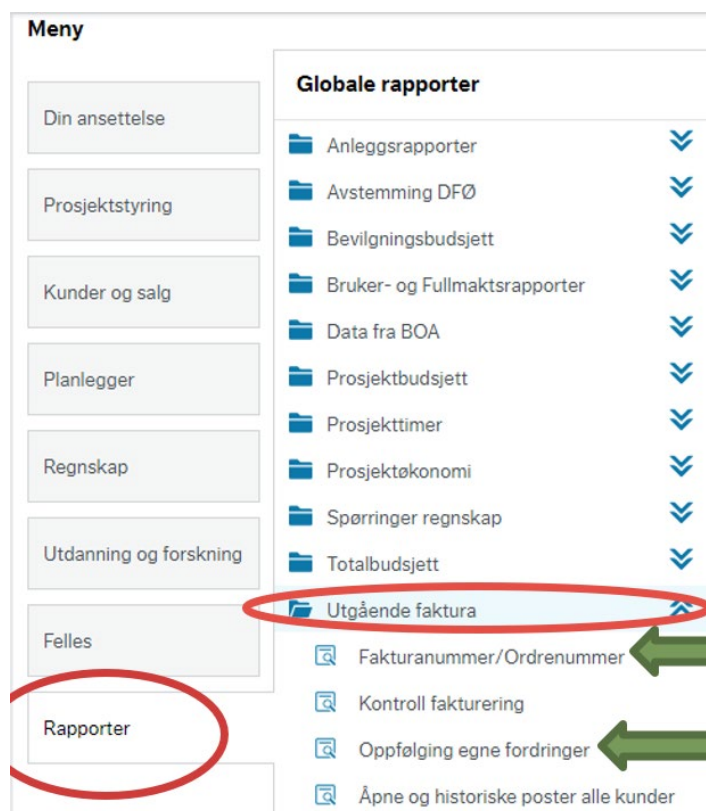 Meny
Din ansettelse
Prosjektstyring
Kunder og salg
Planlegger
Regnskap
Utdanning og forskning
Felles
Rapporter
Globale rapporter
Anleggsrapporter
Avstemming DFØ
Bevilgningsbudsjett
Bruker- og Fullmaktsrapporter
Data fra BOA
Prosjektbudsjett
Prosjekttimer
Prosjektøkonomi
Spørringer regnskap
Totalbudsjett
Utgående faktura
Fakturanummer/Ordrenummer
Kontroll fakturering
Oppfølging egne fordringer
Åpne og historiske poster alle kunder